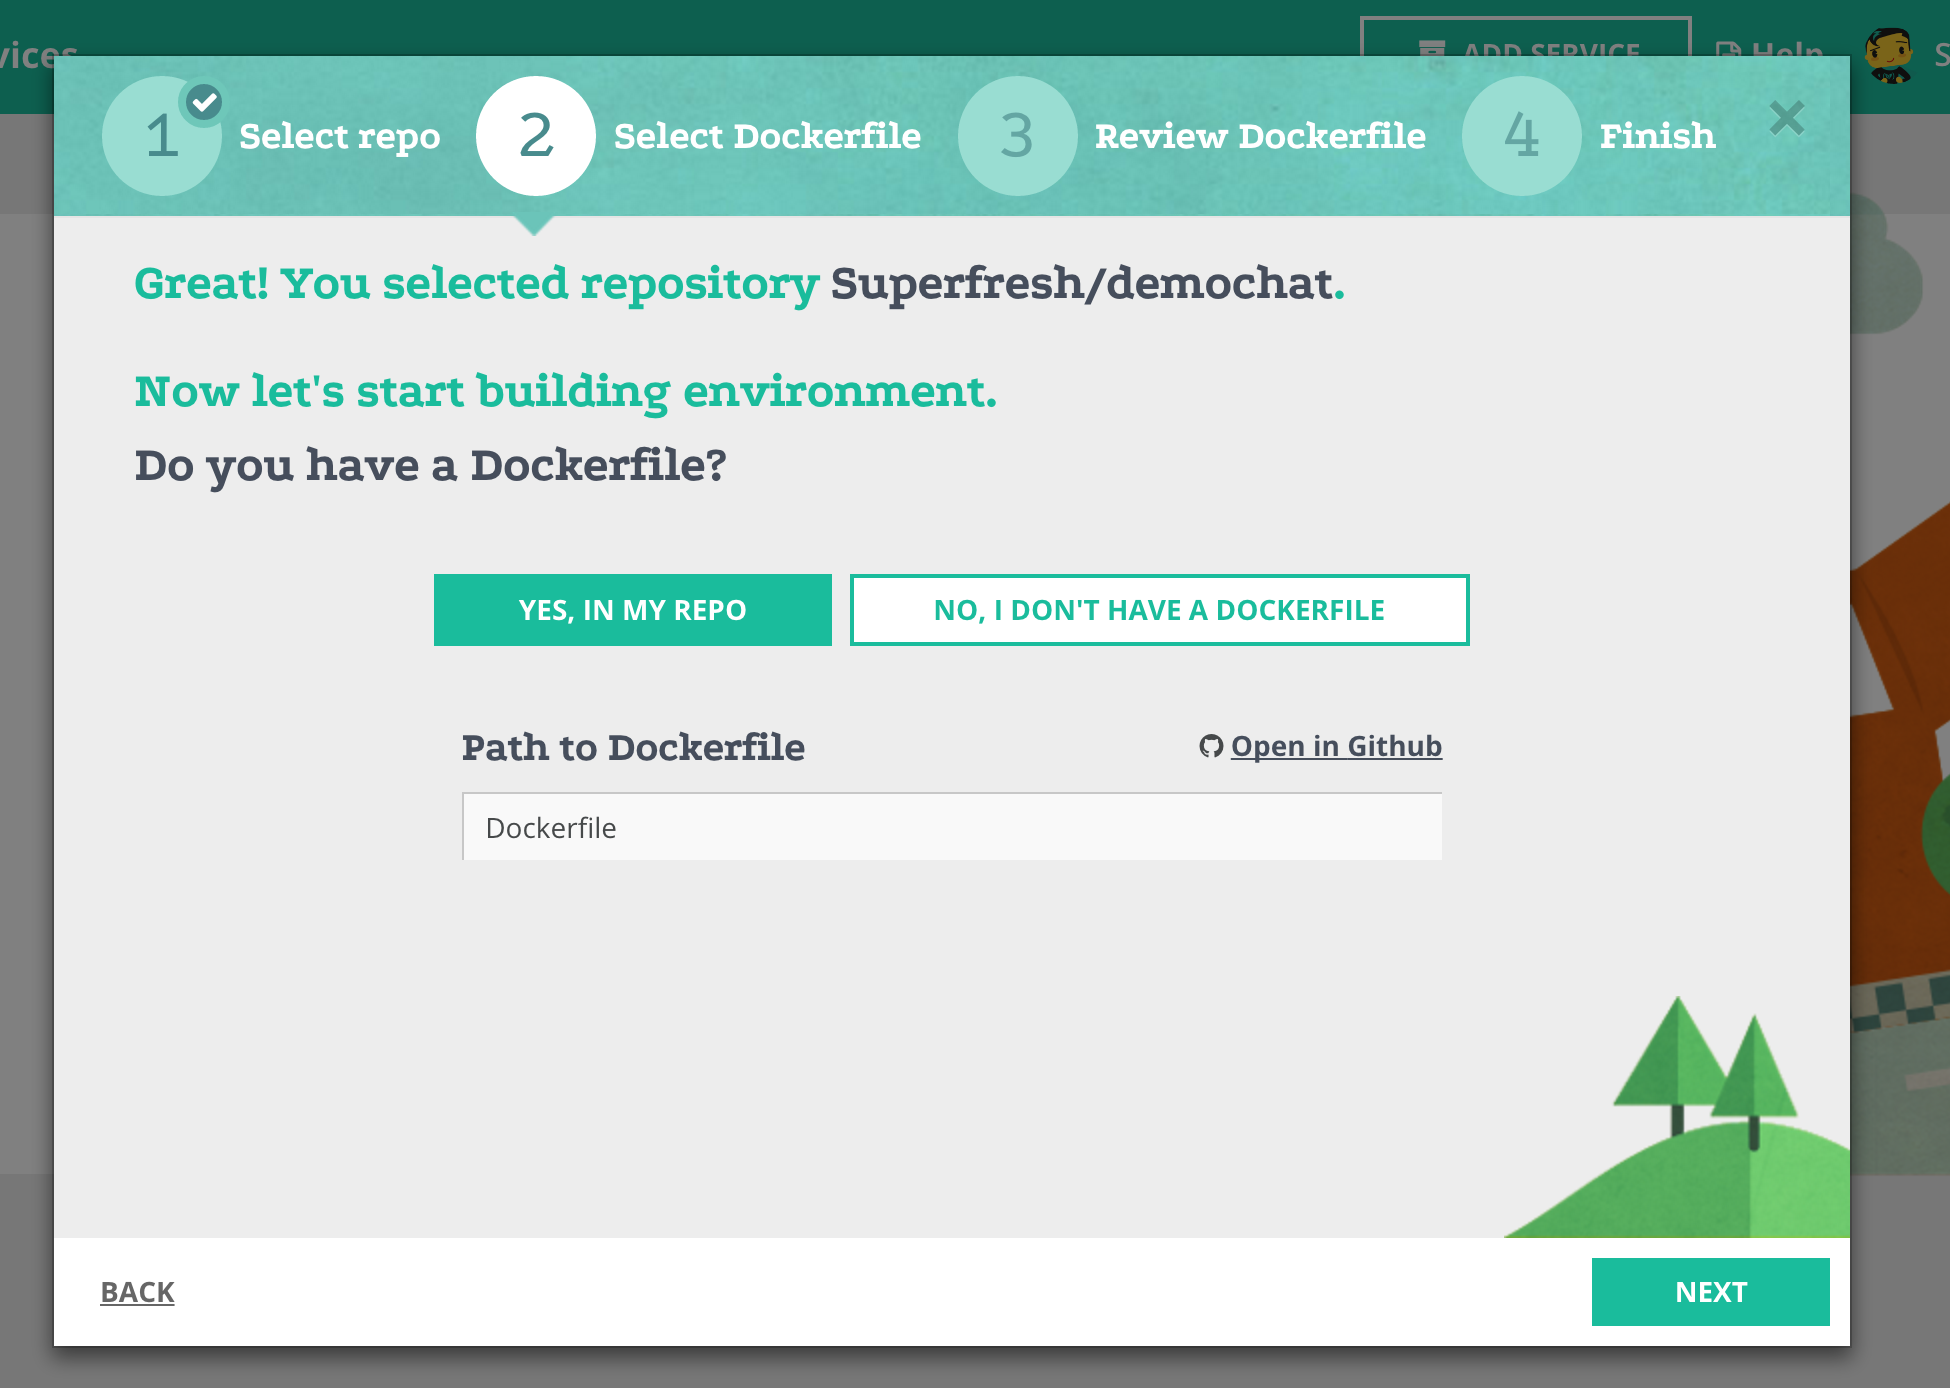 ADD SERVICE
Help
1
Select repo
2
Select Dockerfile
3
Review Dockerfile
4
Finish
Great! You selected repository Superfresh/demochat.
Now let's start building environment.
Do you have a Dockerfile?
YES, IN MY REPO
NO, I DON'T HAVE A DOCKERFILE
Path to Dockerfile
Open in Github
Dockerfile
BACK
NEXT